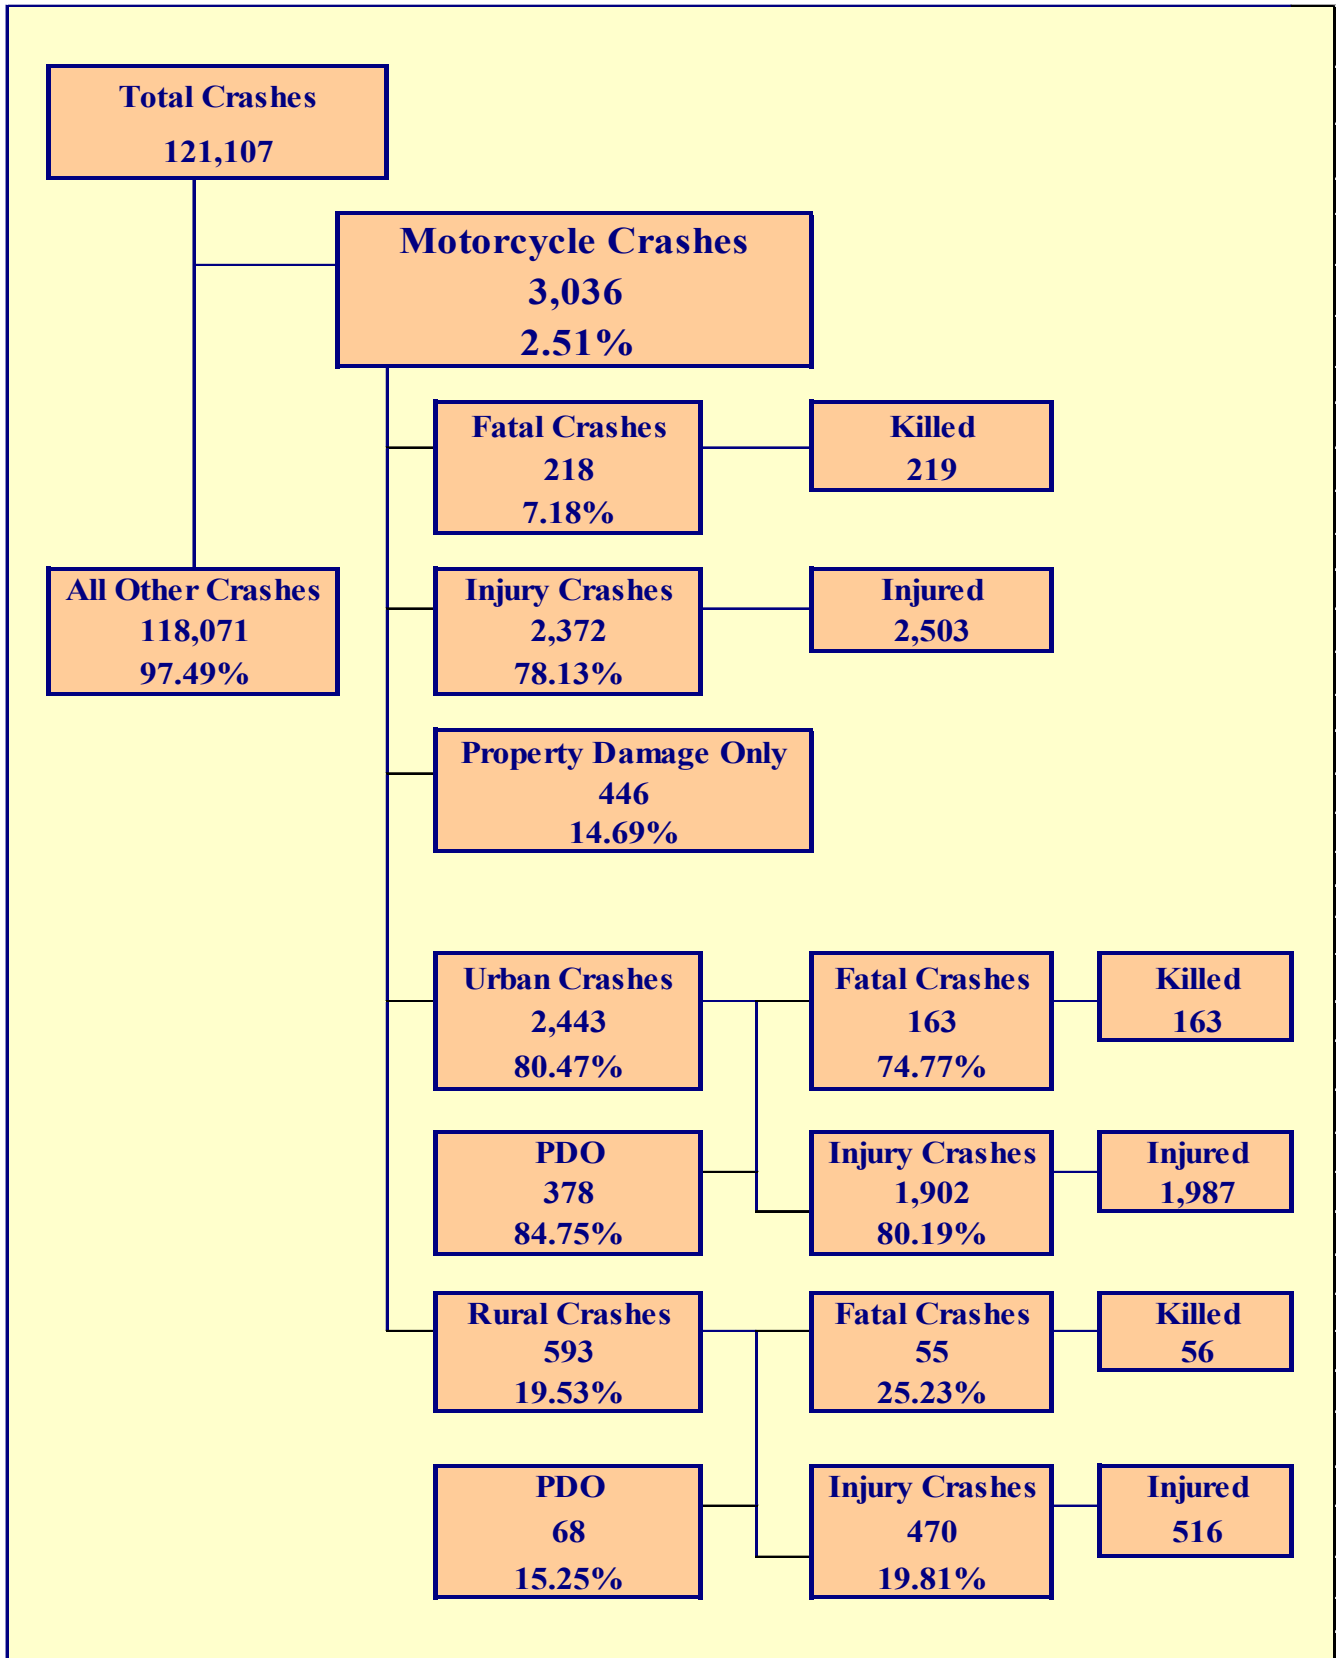 Total Crashes
121,107
Motorcycle Crashes
3,036
2.51%
Fatal Crashes
218
7.18%
Killed
219
All Other Crashes
118,071
97.49%
Injury Crashes
2,372
78.13%
Injured
2,503
Property Damage Only
446
14.69%
Urban Crashes
2,443
80.47%
Fatal Crashes
163
74.77%
Killed
163
PDO
378
84.75%
Injury Crashes
1,902
80.19%
Injured
1,987
Rural Crashes
593
19.53%
Fatal Crashes
55
25.23%
Killed
56
PDO
68
15.25%
Injury Crashes
470
19.81%
Injured
516